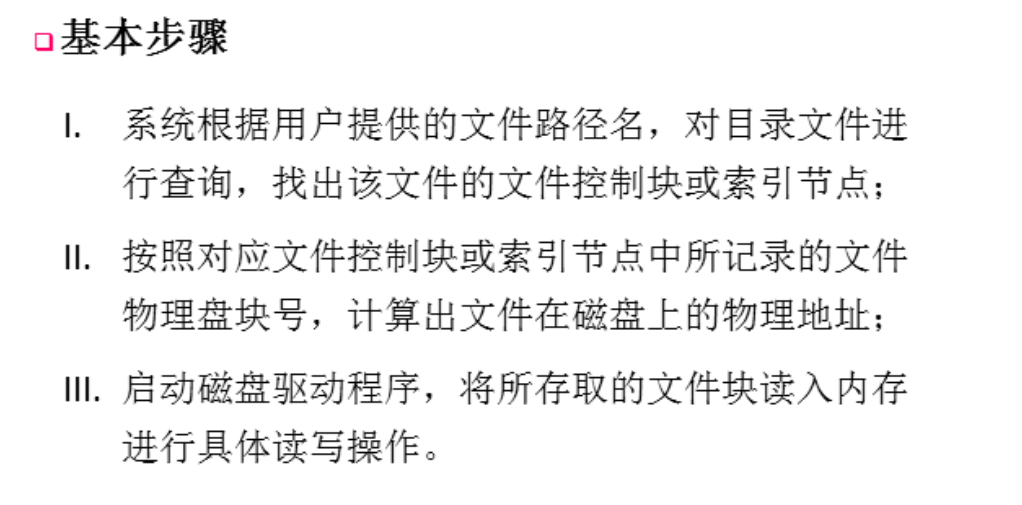 基本步骤
I. 系统根据用户提供的文件路径名，对目录文件进
行查询，找出该文件的文件控制块或索引节点；
II. 按照对应文件控制块或索引节点中所记录的文件
物理盘块号，计算出文件在磁盘上的物理地址；
III. 启动磁盘驱动程序，将所存取的文件块读入内存
进行具体读写操作。